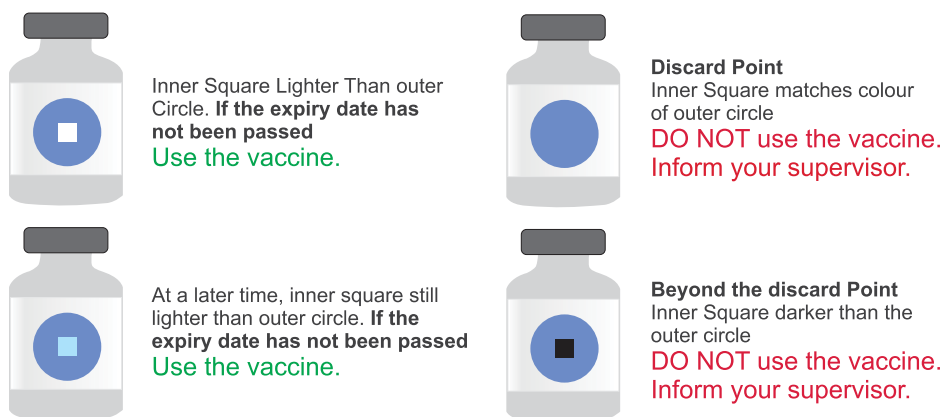 Inner Square Lighter Than outer
Circle. If the expiry date has
not been passed
Use the vaccine.
Discard Point
Inner Square matches colour
of outer circle
DO NOT use the vaccine.
Inform your supervisor.
At a later time, inner square still
lighter than outer circle. If the
expiry date has not been passed
Use the vaccine.
Beyond the discard Point
Inner Square darker than the
outer circle
DO NOT use the vaccine.
Inform your supervisor.